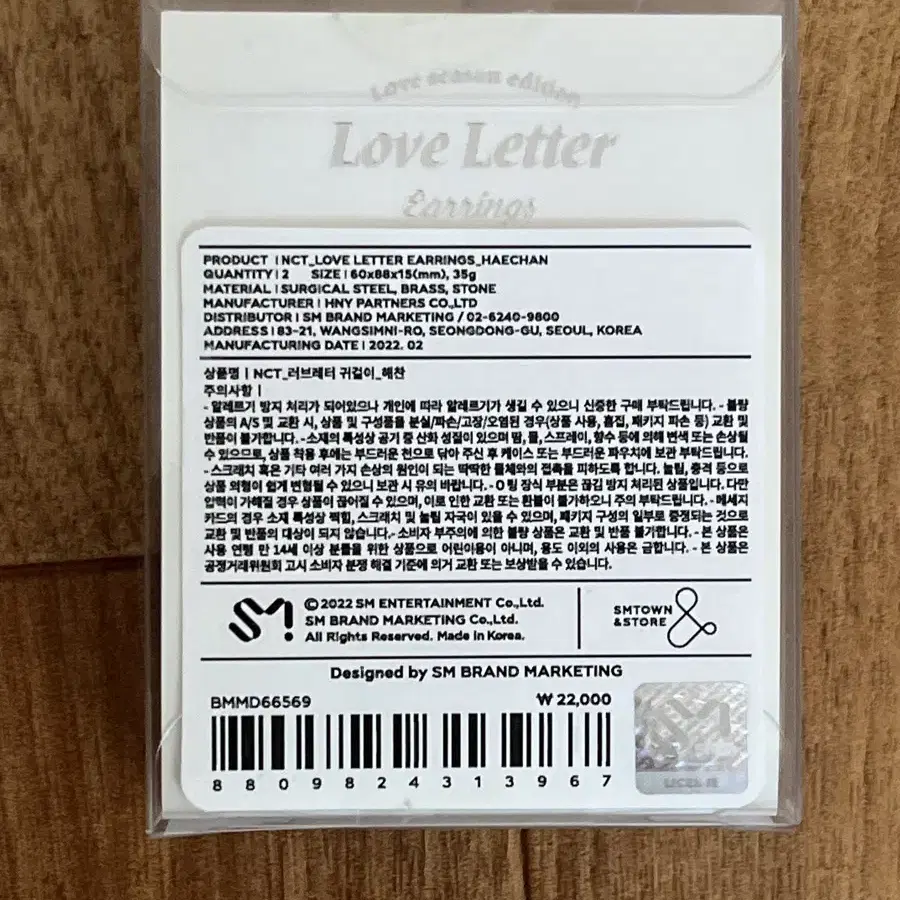 Love season edition
Love Letter
Earrings
PRODUCT | NCT_LOVE LETTER EARRINGS_HAECHAN
QUANTITY | 2 SIZE | 60x88x15(mm), 35g
MATERIAL | SURGICAL STEEL, BRASS, STONE
MANUFACTURER | HNY PARTNERS CO.,LTD
DISTRIBUTOR | SM BRAND MARKETING / 02-6240-9800
ADDRESS | 83-21, WANGSIMNI-RO, SEONGDONG-GU, SEOUL, KOREA
MANUFACTURING DATE | 2022. 02
상품명 | NCT_러브레터 귀걸이_해찬
주의사항 |
- 알레르기 방지 처리가 되어있으나 개인에 따라 알레르기가 생길 수 있으니 신중한 구매 부탁드립니다. - 불량
상품의 A/S 및 교환 시, 상품 및 구성품을 분실/파손/고장/오염된 경우(상품 사용, 흠집, 패키지 파손 등) 교환 및
반품이 불가합니다. - 소재의 특성상 공기 중 산화 성질이 있으며 땀, 물, 스프레이, 향수 등에 의해 변색 또는 손상될
수 있으므로, 상품 착용 후에는 부드러운 천으로 닦아 주신 후 케이스 또는 부드러운 파우치에 보관 부탁드립니다.
- 스크래치 혹은 기타 여러 가지 손상의 원인이 되는 딱딱한 물체와의 접촉을 피하도록 합니다. 눌림, 충격 등으로
상품 외형이 쉽게 변형될 수 있으니 보관 시 유의 바랍니다. - O 링 장식 부분은 끊김 방지 처리된 상품입니다. 다만
압력이 가해질 경우 상품이 끊어질 수 있으며, 이로 인한 교환 또는 환불이 불가하오니 주의 부탁드립니다. - 메세지
카드의 경우 소재 특성상 찍힘, 스크래치 및 눌림 자국이 있을 수 있으며, 패키지 구성의 일부로 증정되는 것으로
교환 및 반품의 대상이 되지 않습니다. - 소비자 부주의에 의한 불량 상품은 교환 및 반품 불가합니다. - 본 상품은
사용 연령 만 14세 이상 분들을 위한 상품으로 어린이용이 아니며, 용도 이외의 사용은 금합니다. - 본 상품은
공정거래위원회 고시 소비자 분쟁 해결 기준에 의거 교환 또는 보상받을 수 있습니다.
SM!
©2022 SM ENTERTAINMENT Co.,Ltd.
SM BRAND MARKETING Co.,Ltd.
All Rights Reserved. Made in Korea.
SMTOWN
&STORE &
Designed by SM BRAND MARKETING
BMMD66569 ₩ 22,000
8809824313967
SM